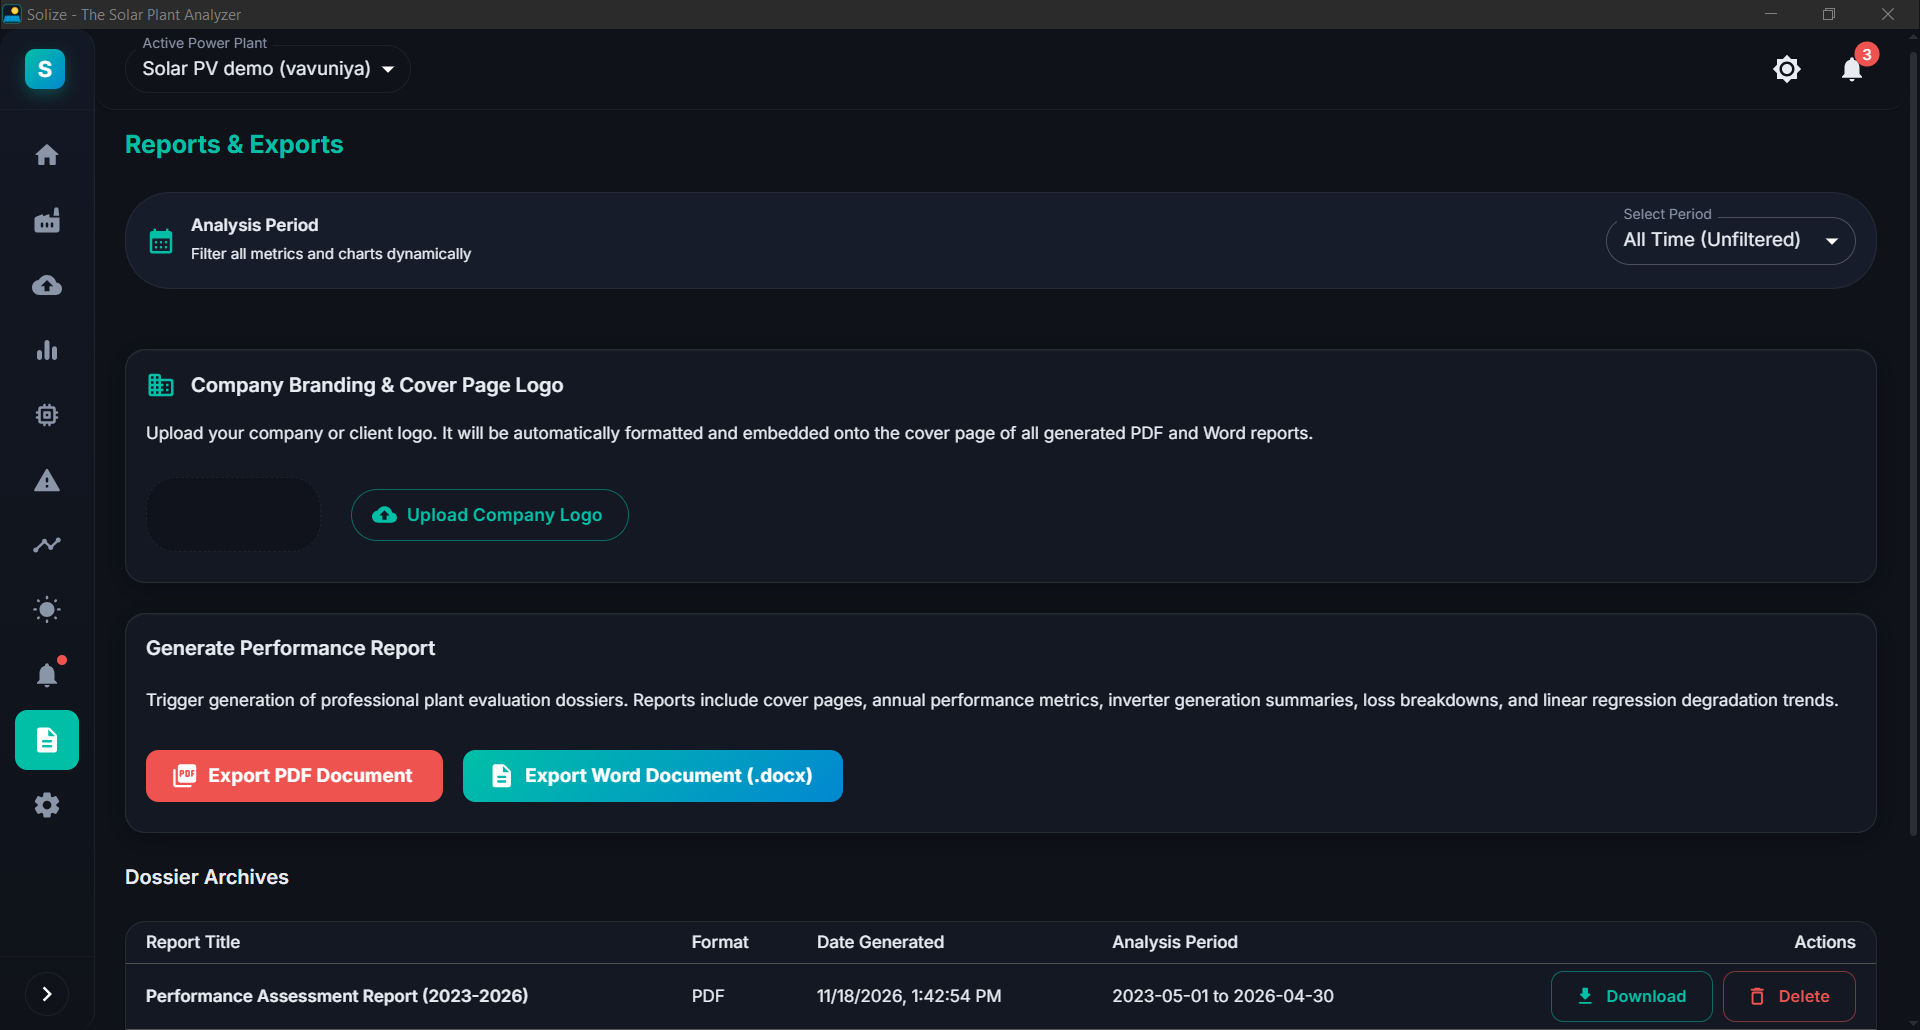 Solize - The Solar Plant Analyzer
S
Active Power Plant
Solar PV demo (vavuniya)
3
Reports & Exports
Analysis Period
Filter all metrics and charts dynamically
Select Period
All Time (Unfiltered)
Company Branding & Cover Page Logo
Upload your company or client logo. It will be automatically formatted and embedded onto the cover page of all generated PDF and Word reports.
Upload Company Logo
Generate Performance Report
Trigger generation of professional plant evaluation dossiers. Reports include cover pages, annual performance metrics, inverter generation summaries, loss breakdowns, and linear regression degradation trends.
PDF Export PDF Document
Export Word Document (.docx)
Dossier Archives
Report Title Format Date Generated Analysis Period Actions
Performance Assessment Report (2023-2026) PDF 11/18/2026, 1:42:54 PM 2023-05-01 to 2026-04-30 Download Delete